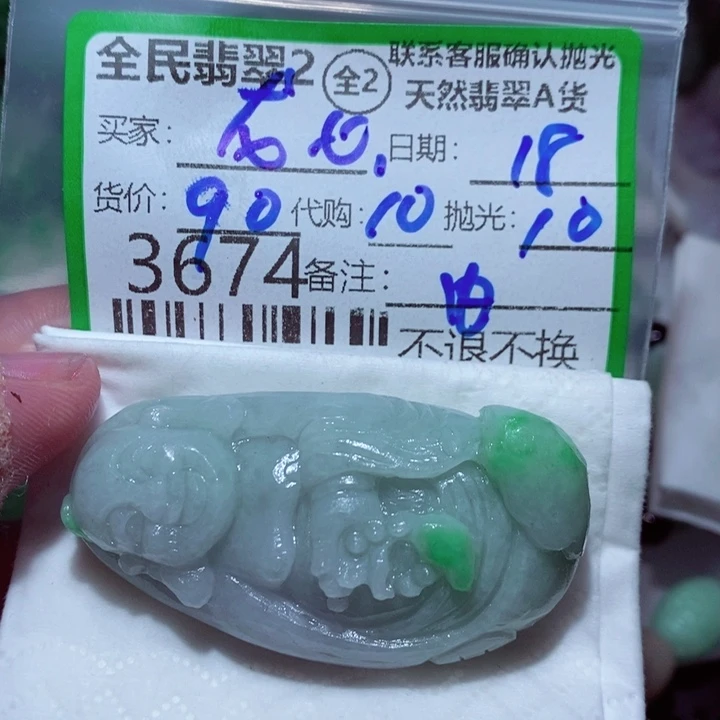 全民翡翠2 全2 联系客服确认抛光
天然翡翠A货
买家: 日期: 18
货价: 90 代购: 10 抛光: 10
3674 备注:
不退不换